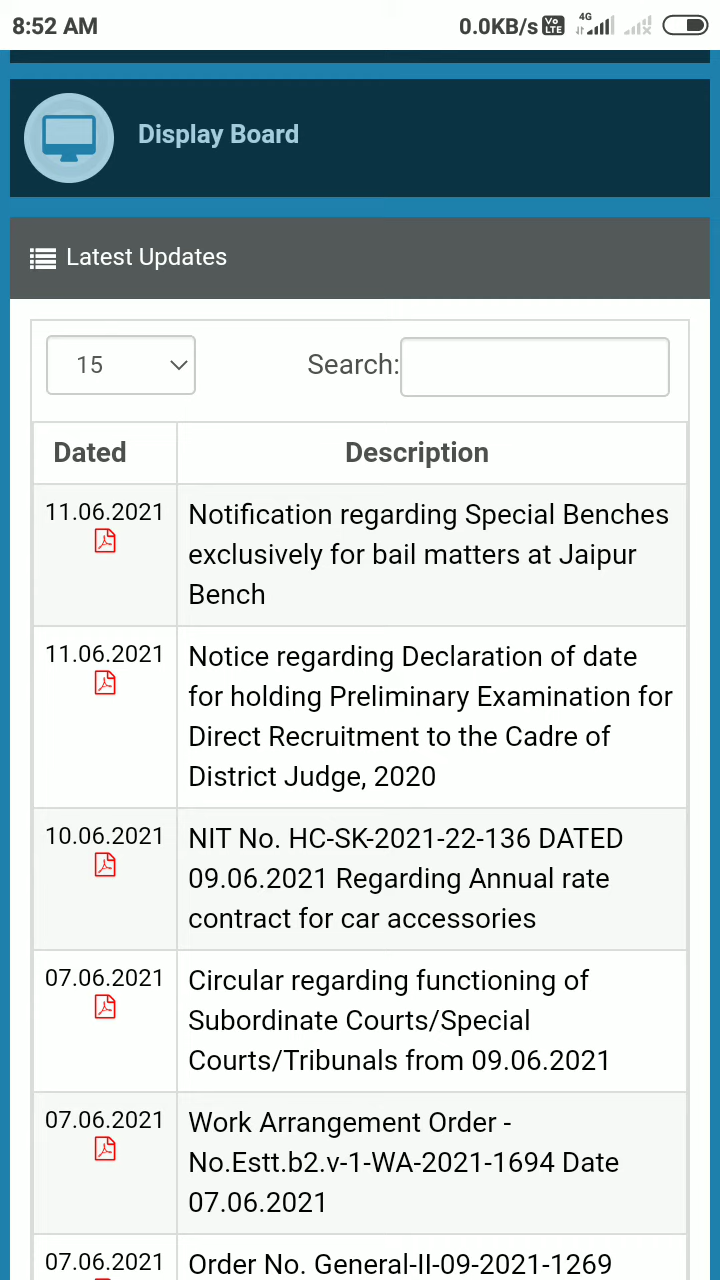 8:52 AM
0.0KB/s Vo LTE 4G
Display Board
Latest Updates
15
Search:
Dated
Description
11.06.2021
Notification regarding Special Benches
exclusively for bail matters at Jaipur
Bench
11.06.2021
Notice regarding Declaration of date
for holding Preliminary Examination for
Direct Recruitment to the Cadre of
District Judge, 2020
10.06.2021
NIT No. HC-SK-2021-22-136 DATED
09.06.2021 Regarding Annual rate
contract for car accessories
07.06.2021
Circular regarding functioning of
Subordinate Courts/Special
Courts/Tribunals from 09.06.2021
07.06.2021
Work Arrangement Order -
No.Estt.b2.v-1-WA-2021-1694 Date
07.06.2021
07.06.2021
Order No. General-II-09-2021-1269